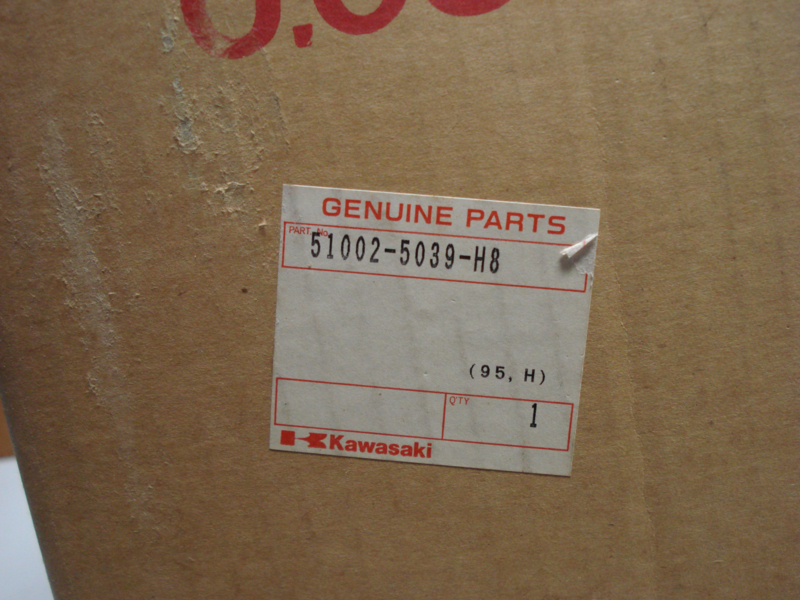 GENUINE PARTS
PART No.
51002-5039-H8
(95, H)
Q'TY
1
Kawasaki